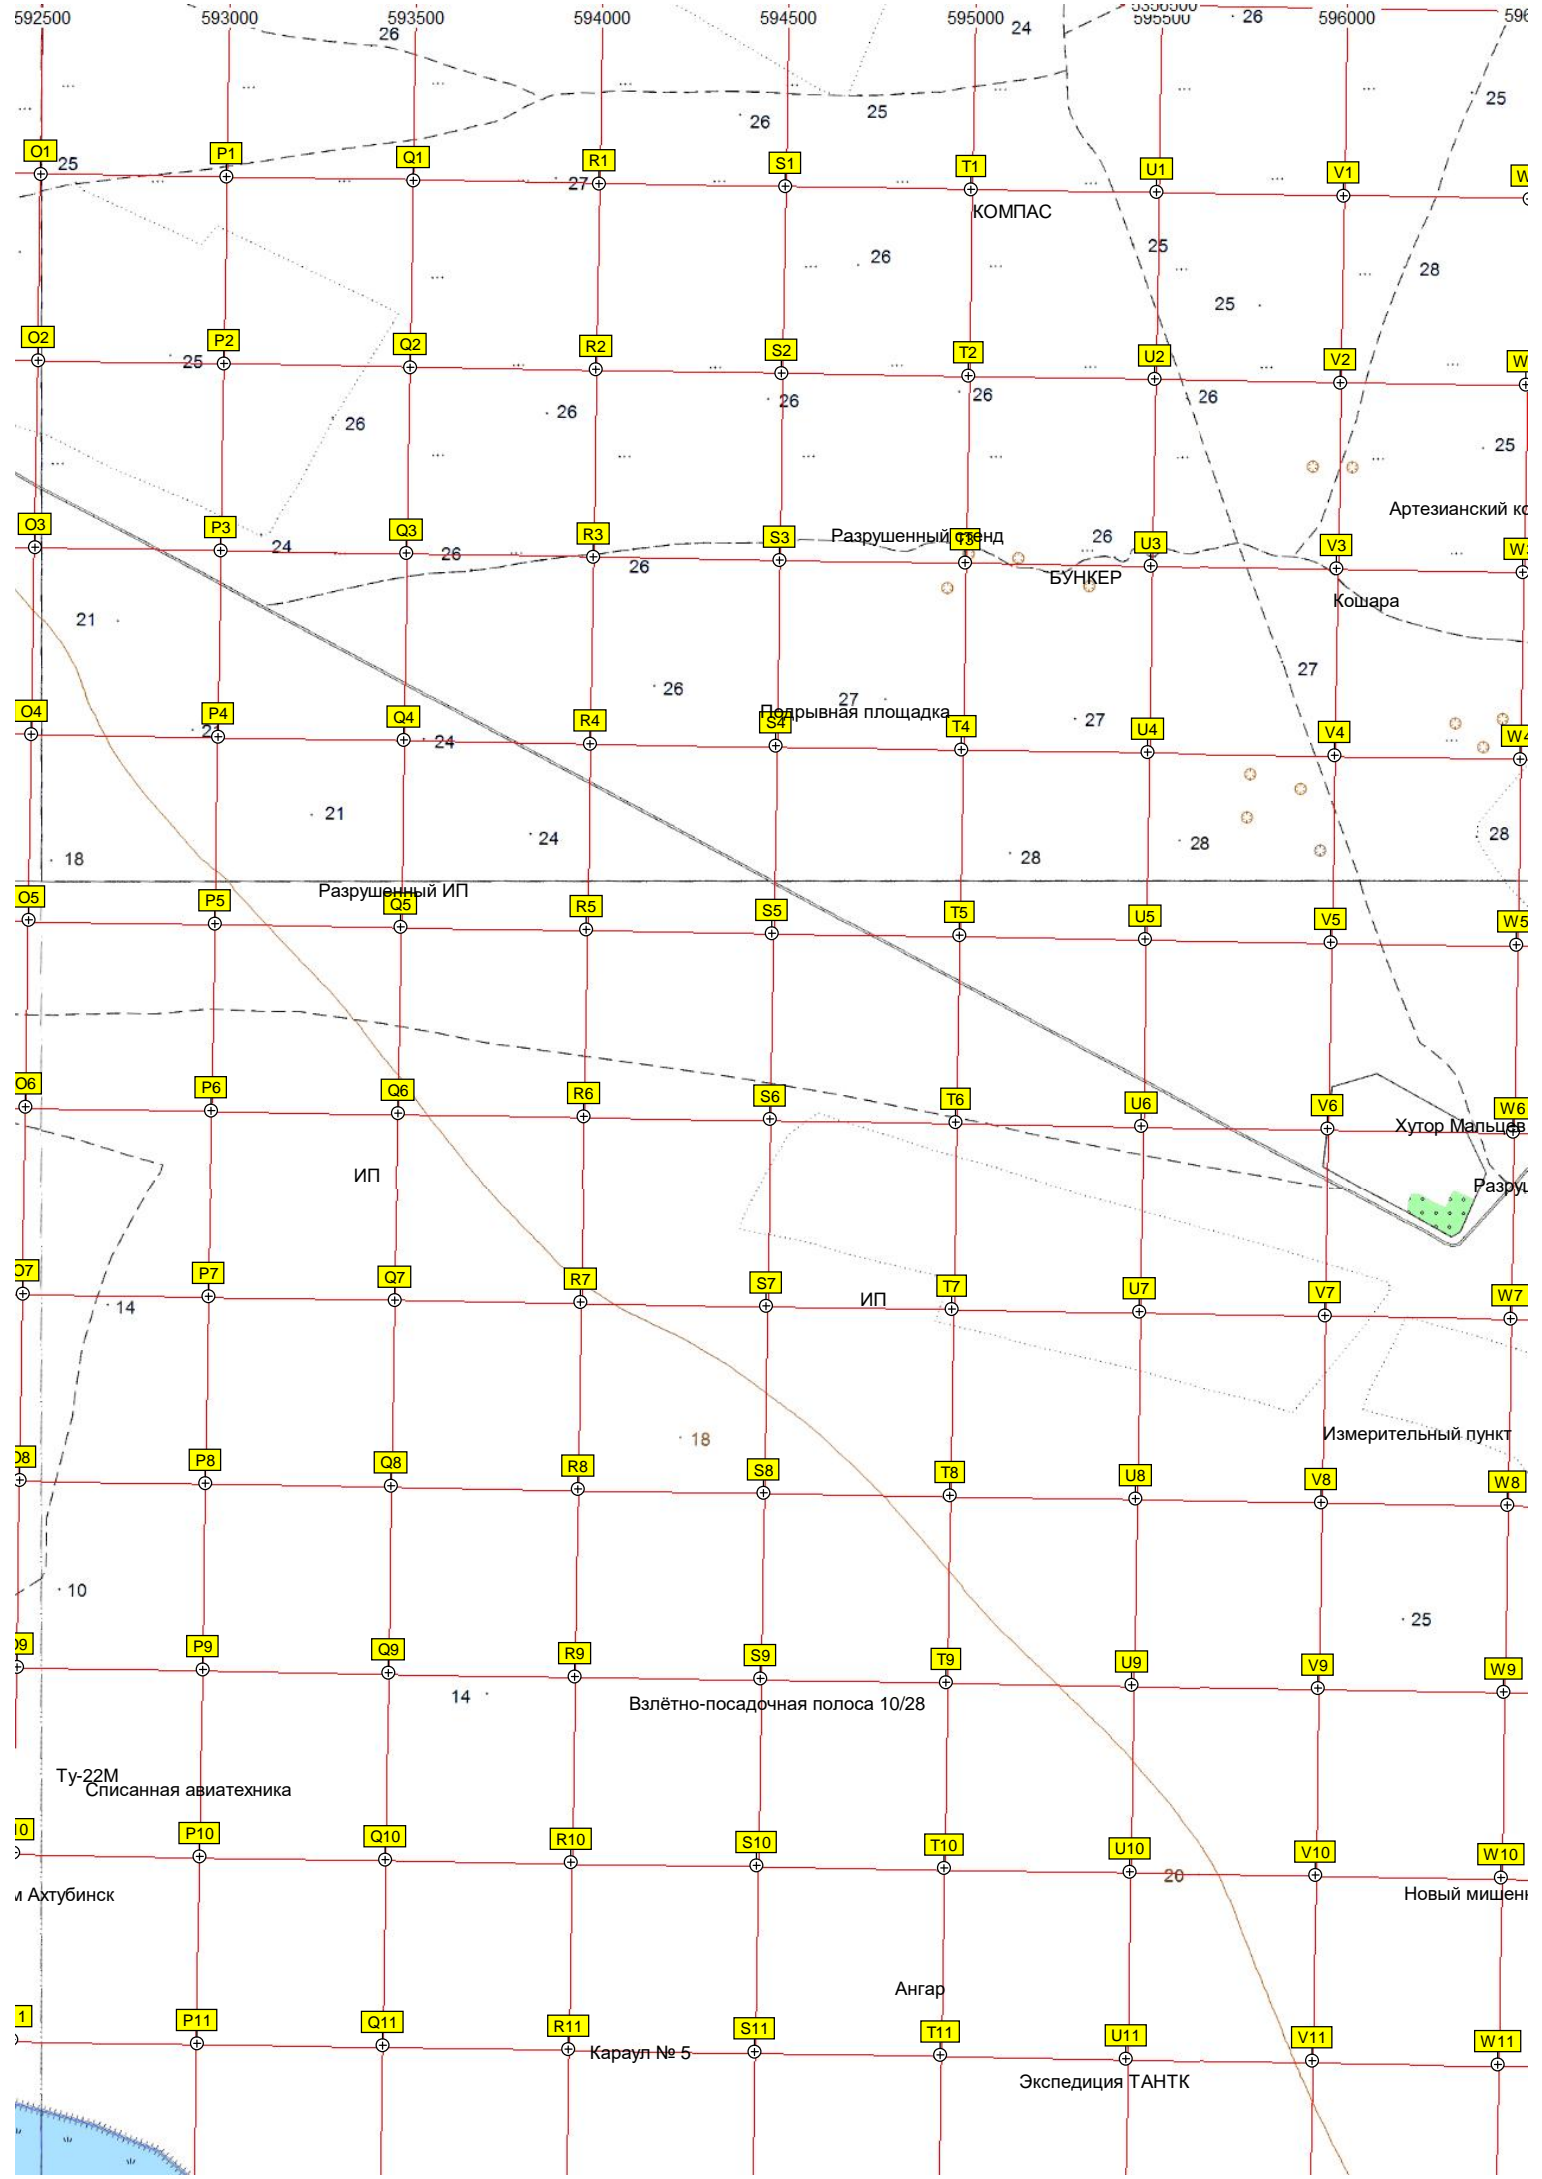 592500 593000 593500 594000 594500 595000 595500 596000
26 24 26
25
26 25
O1 P1 Q1 R1 S1 T1 U1 V1
25 27
КОМПАС
25
26 28
25
O2 P2 Q2 R2 S2 T2 U2 V2
25
26 26 26 26 26
25
Артезианский
O3 P3 Q3 R3 S3 T3 U3 V3
Разрушенный стенд
24 26 26 26
БУНКЕР
Кошара
21
27
26 27
Подрывная площадка
O4 P4 Q4 R4 S4 T4 U4 V4 W4
21 24 27
21 24 28 28
18 28
Разрушенный ИП
O5 P5 Q5 R5 S5 T5 U5 V5 W5
O6 P6 Q6 R6 S6 T6 U6 V6 W6
Хутор Мальцев
ИП
P7 Q7 R7 S7 T7 U7 V7 W7
14 ИП
18 Измерительный пункт
P8 Q8 R8 S8 T8 U8 V8 W8
10
25
P9 Q9 R9 S9 T9 U9 V9 W9
14
Взлётно-посадочная полоса 10/28
Ту-22М
Списанная авиатехника
P10 Q10 R10 S10 T10 U10 V10 W10
20
Ахтубинск Новый
Ангар
P11 Q11 R11 S11 T11 U11 V11 W11
Караул № 5
Экспедиция ТАНТК